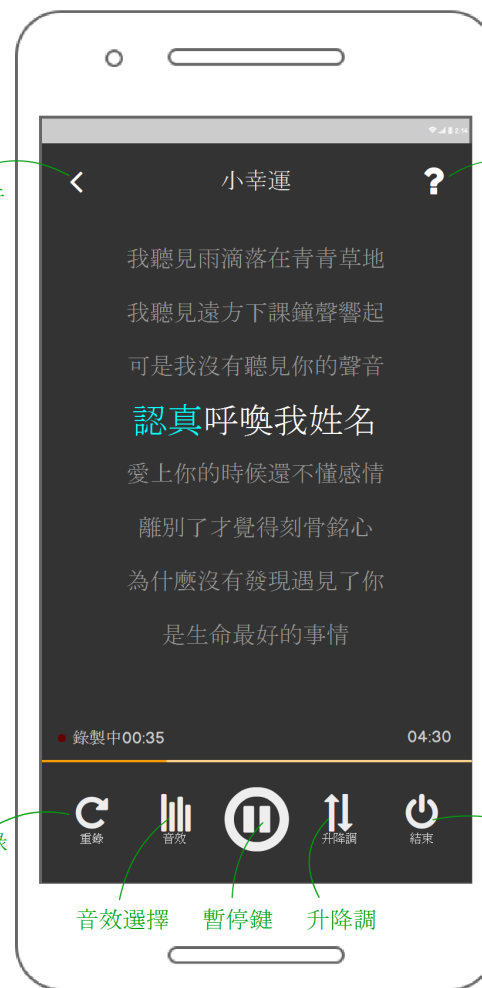 2:14
小幸運
?
我聽見雨滴落在青青草地
我聽見遠方下課鐘聲響起
可是我沒有聽見你的聲音
認真呼喚我姓名
愛上你的時候還不懂感情
離別了才覺得刻骨銘心
為什麼沒有發現遇見了你
是生命最好的事情
錄製中00:35 04:30
重錄 音效 升降調 結束
音效選擇 暫停鍵 升降調